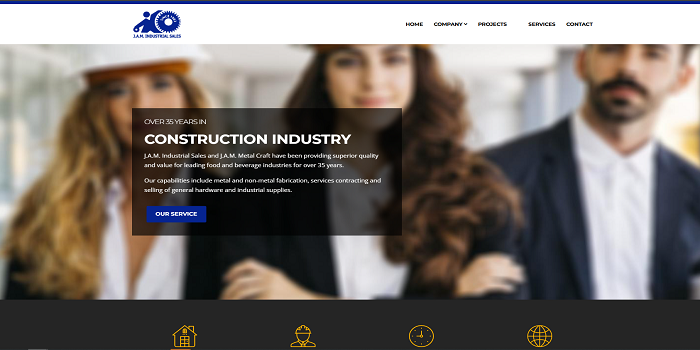 J.A.M. INDUSTRIAL SALES
HOME COMPANY PROJECTS SERVICES CONTACT
OVER 35 YEARS IN
CONSTRUCTION INDUSTRY
J.A.M. Industrial Sales and J.A.M. Metal Craft have been providing superior quality
and value for leading food and beverage industries for over 35 years.
Our capabilities include metal and non-metal fabrication, services contracting and
selling of general hardware and industrial supplies.
OUR SERVICE